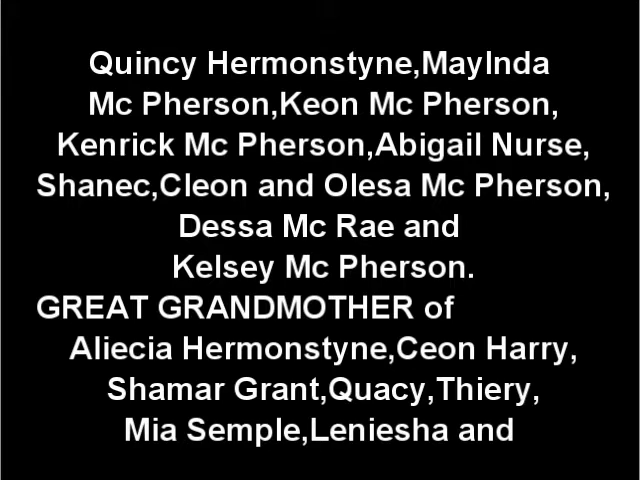 Quincy Hermonstyne,MayInda
Mc Pherson,Keon Mc Pherson,
Kenrick Mc Pherson,Abigail Nurse,
Shanec,Cleon and Olesa Mc Pherson,
Dessa Mc Rae and
Kelsey Mc Pherson.
GREAT GRANDMOTHER of
Aliecia Hermonstyne,Ceon Harry,
Shamar Grant,Quacy,Thiery,
Mia Semple,Leniesha and